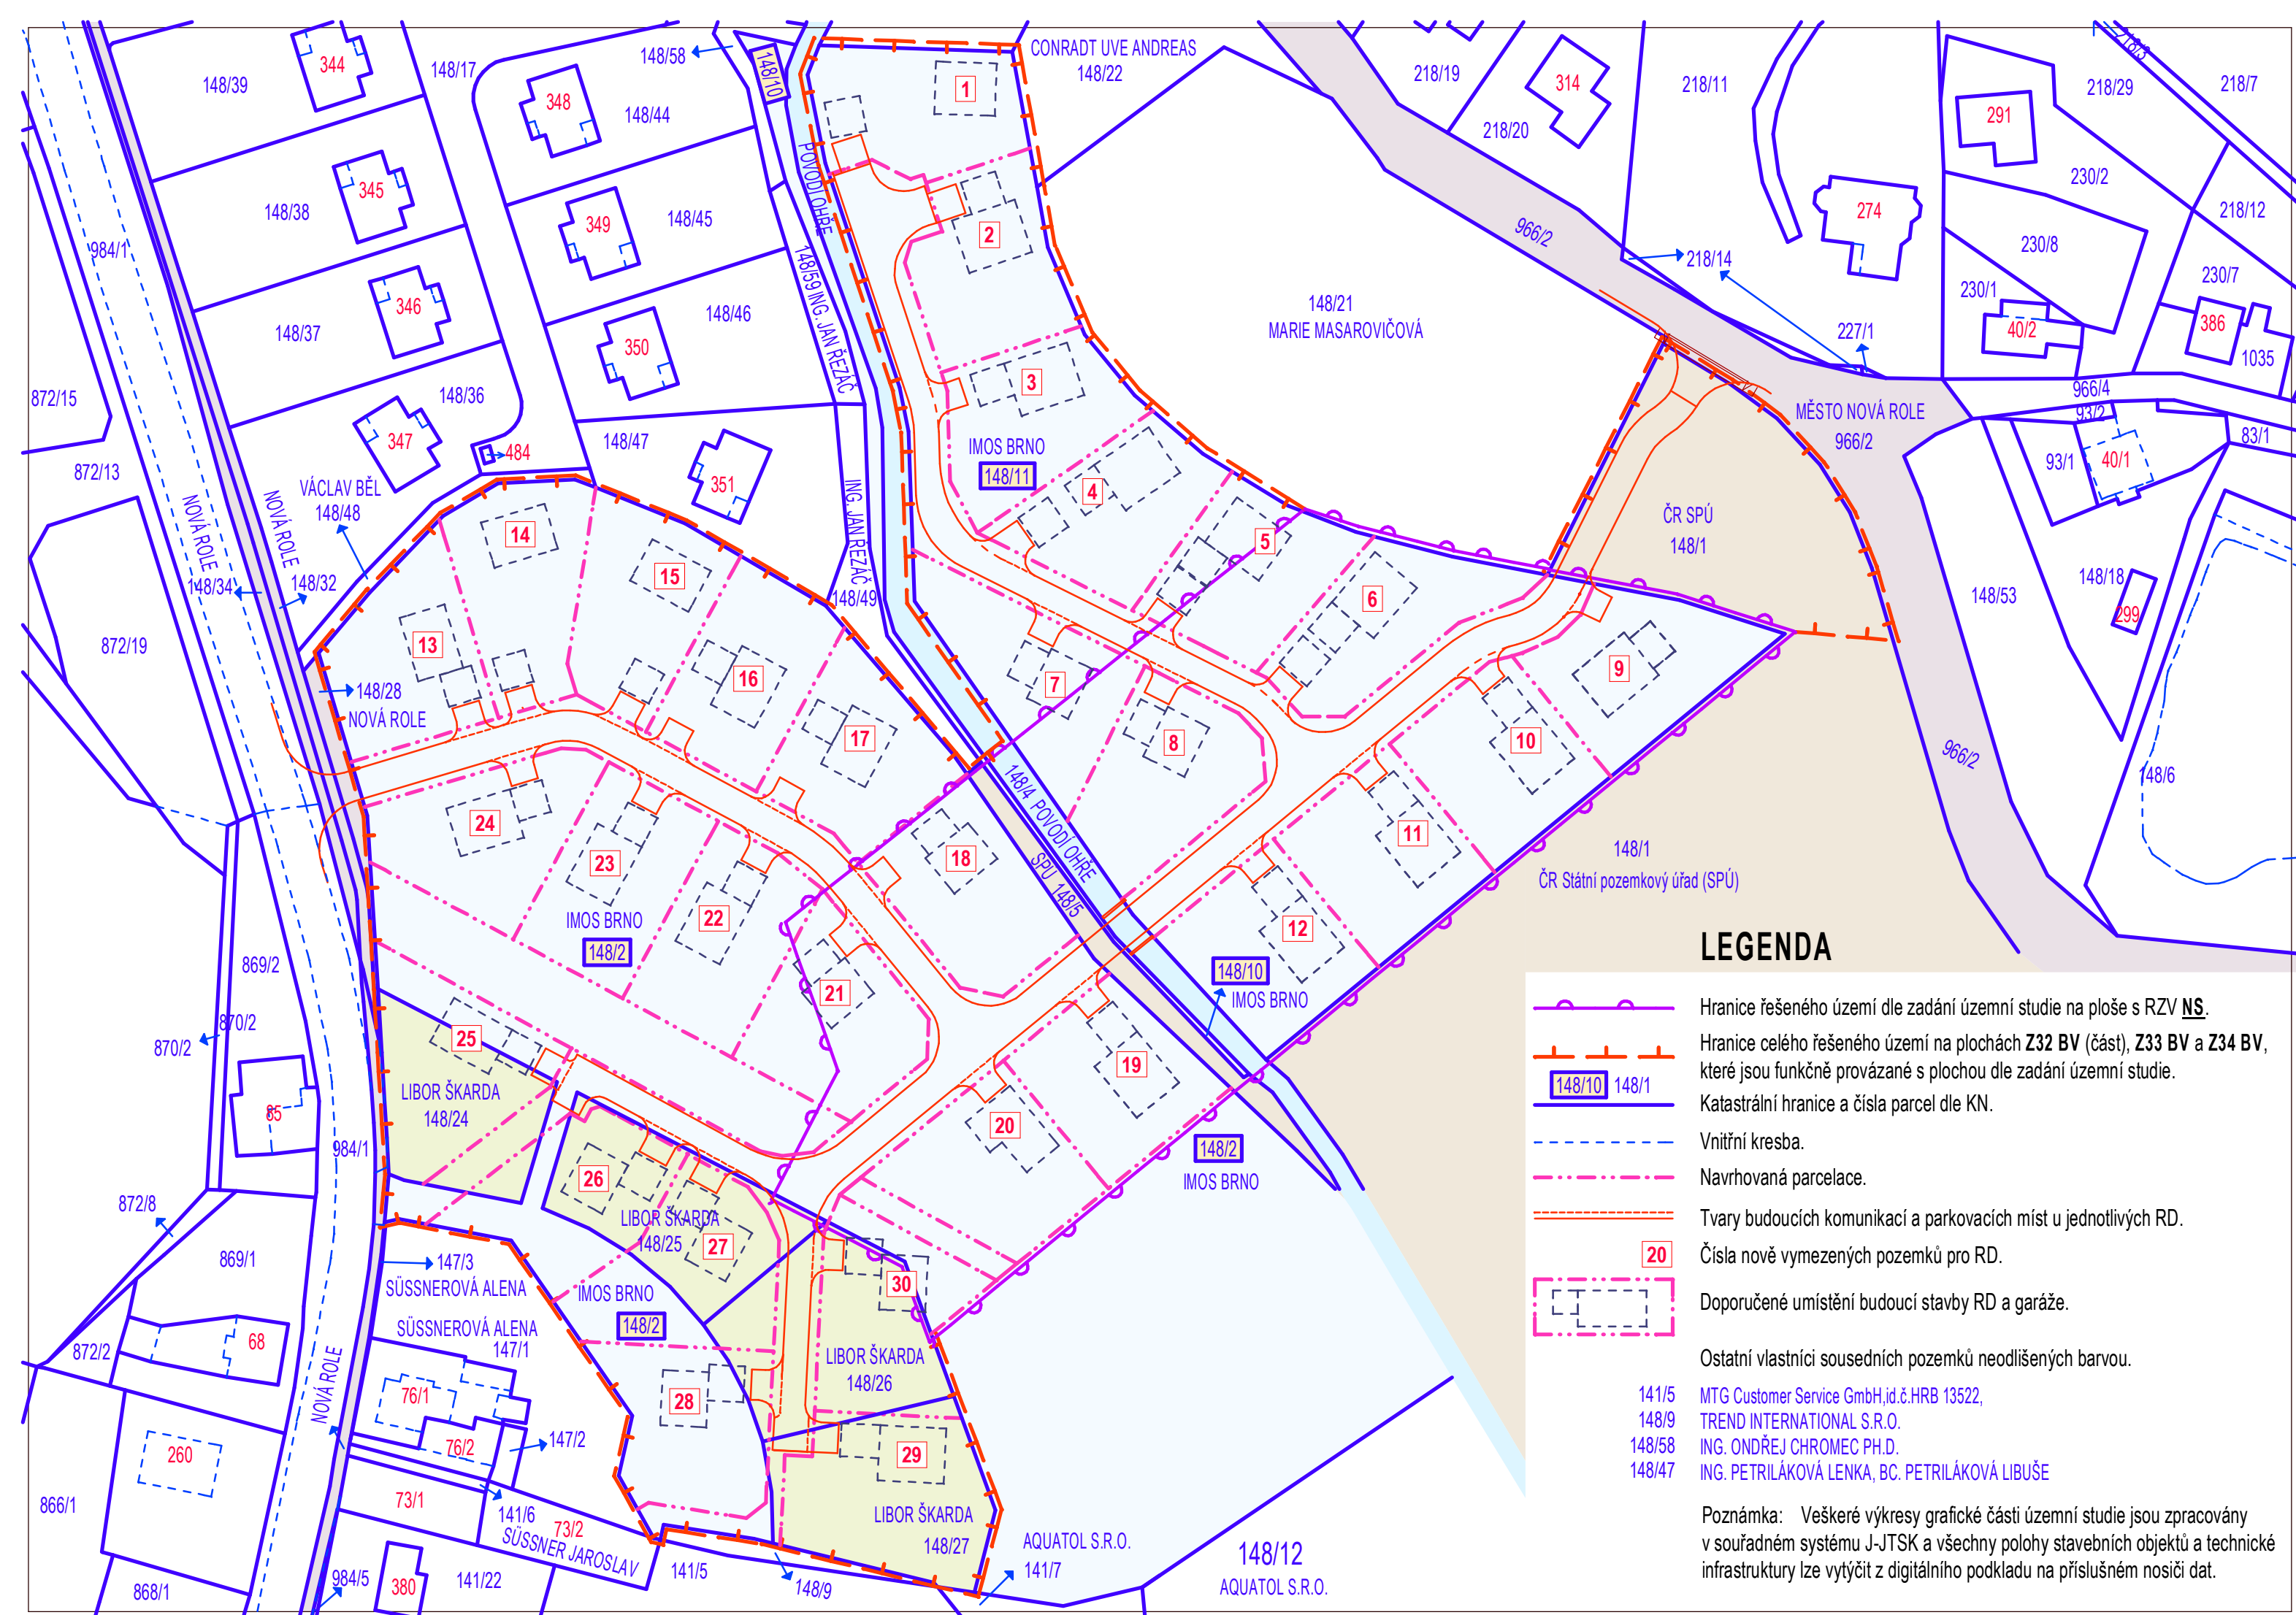 344
148/39
148/17
348
148/58
148/44
148/10
1
CONRADT UVE ANDREAS
148/22
218/19
314
218/20
218/11
218/3
218/29
218/7
291
230/2
218/12
274
230/8
230/7
345
148/38
349
148/45
POVODÍ OHŘE
2
966/2
218/14
984/1
346
148/37
350
148/46
148/59 ING. JAN ŘEZÁČ
148/21
MARIE MASAROVIČOVÁ
227/1
230/1
40/2
386
1035
872/15
148/36
347
484
148/47
351
3
IMOS BRNO
148/11
4
MĚSTO NOVÁ ROLE
966/2
966/4
93/2
83/1
93/1
40/1
872/13
VÁCLAV BĚL
148/48
NOVÁ ROLE
NOVÁ ROLE
14
15
ING. JAN ŘEZÁČ
148/49
5
6
ČR SPÚ
148/1
148/53
148/18
299
148/34
148/32
872/19
13
16
148/28
NOVÁ ROLE
17
7
8
9
10
966/2
148/6
24
23
22
18
148/4 POVODÍ OHŘE
SPÚ 148/5
11
12
148/1
ČR Státní pozemkový úřad (SPÚ)
IMOS BRNO
148/2
21
148/10
IMOS BRNO
869/2
870/2
870/2
25
LIBOR ŠKARDA
148/24
85
984/1
19
20
148/2
IMOS BRNO
26
LIBOR ŠKARDA
148/25
27
30
872/8
869/1
147/3
SÜSSNEROVÁ ALENA
IMOS BRNO
148/2
SÜSSNEROVÁ ALENA
147/1
68
872/2
NOVÁ ROLE
76/1
76/2
147/2
28
LIBOR ŠKARDA
148/26
29
LIBOR ŠKARDA
148/27
260
866/1
73/1
141/6
73/2
SÜSSNER JAROSLAV
868/1
984/5
380
141/22
141/5
148/9
AQUATOL S.R.O.
141/7
148/12
AQUATOL S.R.O.
LEGENDA
Hranice řešeného území dle zadání územní studie na ploše s RZV NS.
Hranice celého řešeného území na plochách Z32 BV (část), Z33 BV a Z34 BV,
které jsou funkčně provázané s plochou dle zadání územní studie.
148/10 148/1
Katastrální hranice a čísla parcel dle KN.
Vnitřní kresba.
Navrhovaná parcelace.
Tvary budoucích komunikací a parkovacích míst u jednotlivých RD.
20 Čísla nově vymezených pozemků pro RD.
Doporučené umístění budoucí stavby RD a garáže.
Ostatní vlastníci sousedních pozemků neodlišených barvou.
141/5 MTG Customer Service GmbH,id.č.HRB 13522,
148/9 TREND INTERNATIONAL S.R.O.
148/58 ING. ONDŘEJ CHROMEC PH.D.
148/47 ING. PETRILÁKOVÁ LENKA, BC. PETRILÁKOVÁ LIBUŠE
Poznámka: Veškeré výkresy grafické části územní studie jsou zpracovány
v souřadném systému J-JTSK a všechny polohy stavebních objektů a technické
infrastruktury lze vytýčit z digitálního podkladu na příslušném nosiči dat.